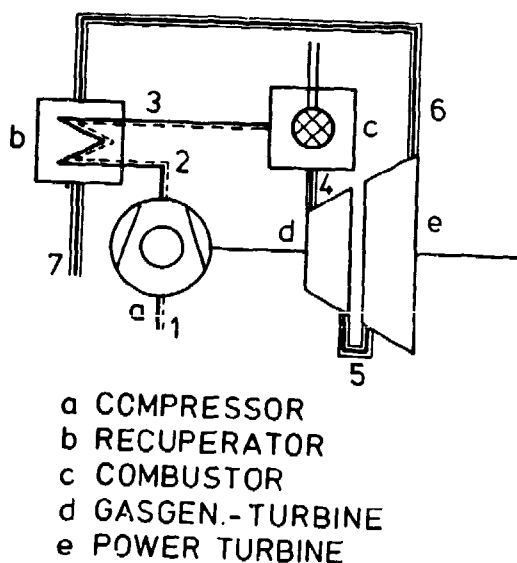 3
b
c
6
2
4
d
e
7
a
1
5
a COMPRESSOR
b RECUPERATOR
c COMBUSTOR
d GASGEN.-TURBINE
e POWER TURBINE